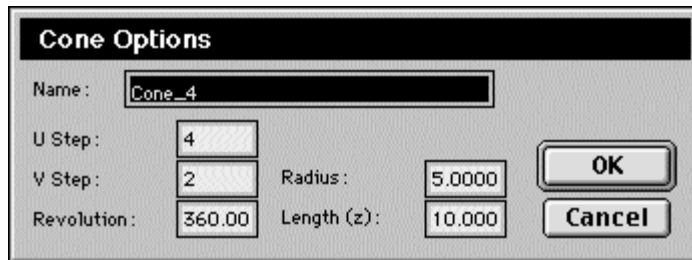 Cone Options
Name: Cone_4
U Step: 4
V Step: 2 Radius: 5.0000 OK
Revolution: 360.00 Length (z): 10.000 Cancel